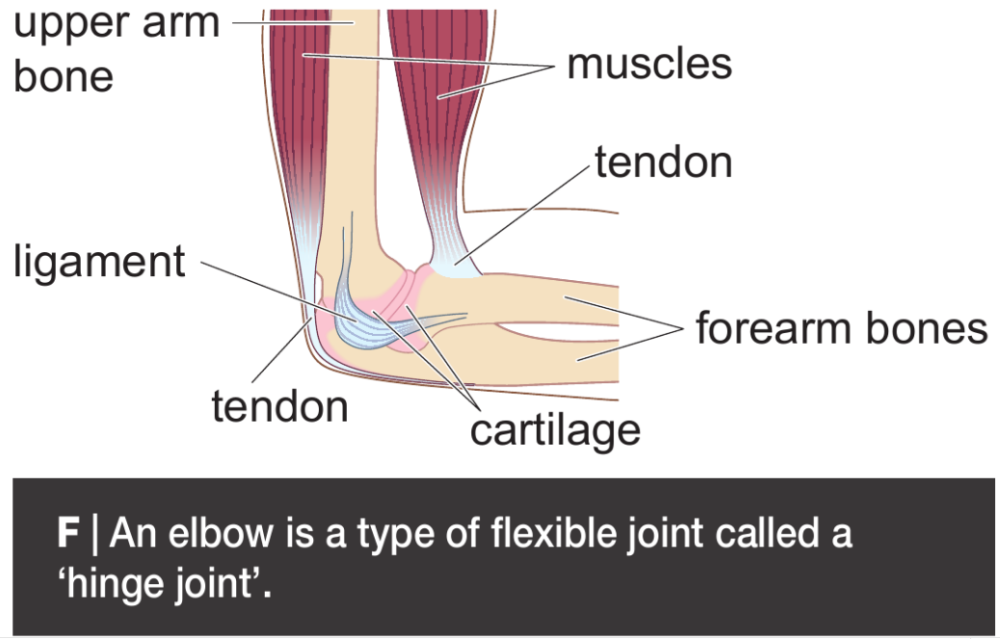 upper arm
bone
muscles
tendon
ligament
forearm bones
tendon
cartilage
F | An elbow is a type of flexible joint called a
‘hinge joint’.